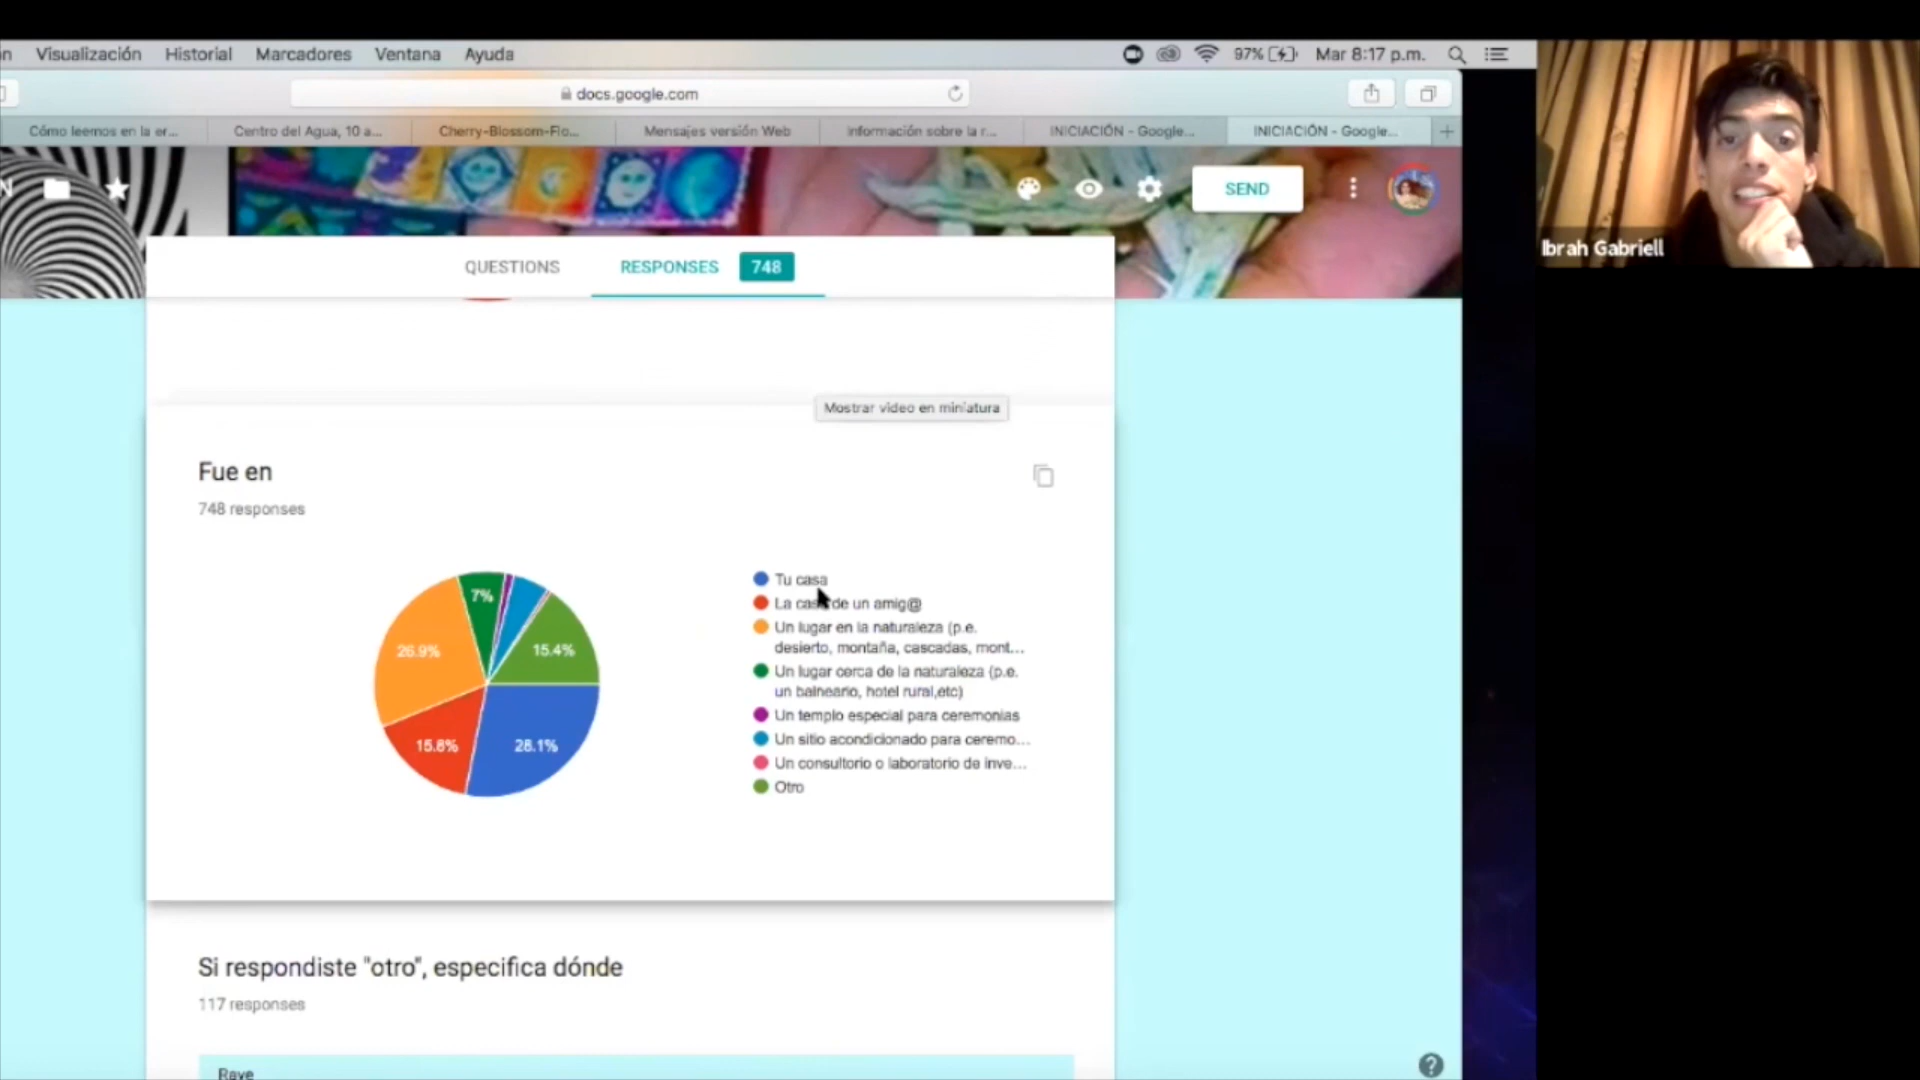 Visualización Historial Marcadores Ventana Ayuda 97% Mar 8:17 p.m.
docs.google.com
Cómo leemos en la er... Centro del Agua, 10 a... Cherry-Blossom-Flo... Mensajes versión Web Información sobre la r... INICIACIÓN - Google... INICIACIÓN - Google...
SEND
Ibrah Gabriell
QUESTIONS RESPONSES 748
Mostrar video en miniatura
Fue en
748 responses
7%
26.9%
15.4%
15.8%
28.1%
Tu casa
La casa de un amig@
Un lugar en la naturaleza (p.e.
desierto, montaña, cascadas, mont...
Un lugar cerca de la naturaleza (p.e.
un balneario, hotel rural,etc)
Un templo especial para ceremonias
Un sitio acondicionado para ceremo...
Un consultorio o laboratorio de inve...
Otro
Si respondiste "otro", especifica dónde
117 responses
Rave